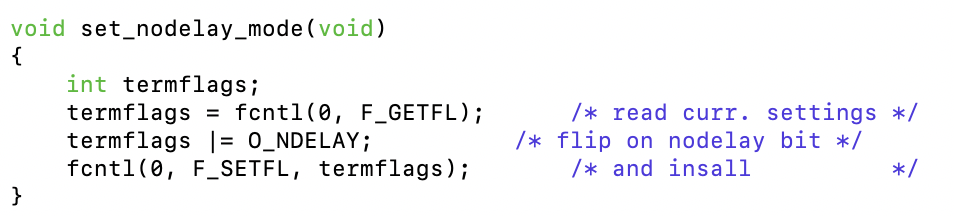 void set_nodelay_mode(void)
{
    int termflags;
    termflags = fcntl(0, F_GETFL);      /* read curr. settings */
    termflags |= O_NDELAY;          /* flip on nodelay bit */
    fcntl(0, F_SETFL, termflags);       /* and insall          */
}